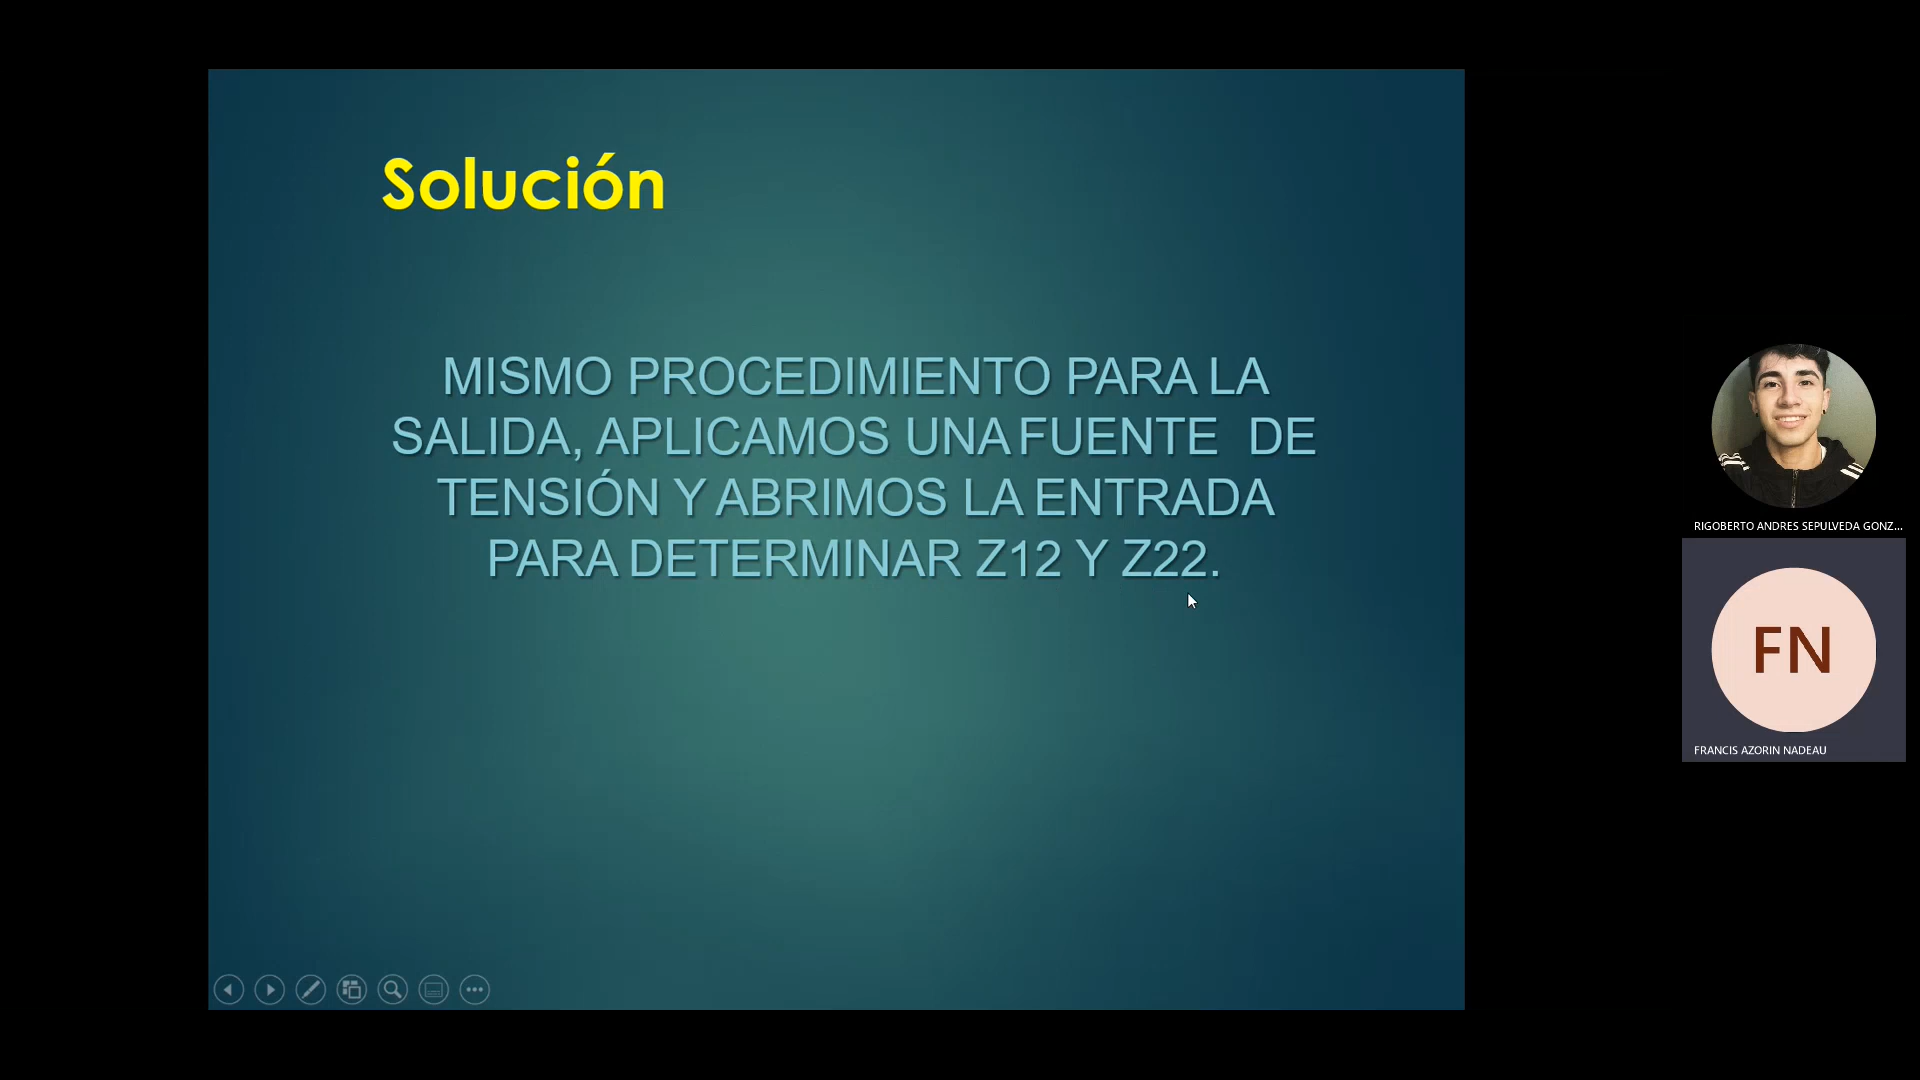 Solución
MISMO PROCEDIMIENTO PARA LA
SALIDA, APLICAMOS UNA FUENTE DE
TENSIÓN Y ABRIMOS LA ENTRADA
PARA DETERMINAR Z12 Y Z22.
RIGOBERTO ANDRES SEPULVEDA GONZ...
FN
FRANCIS AZORIN NADEAU